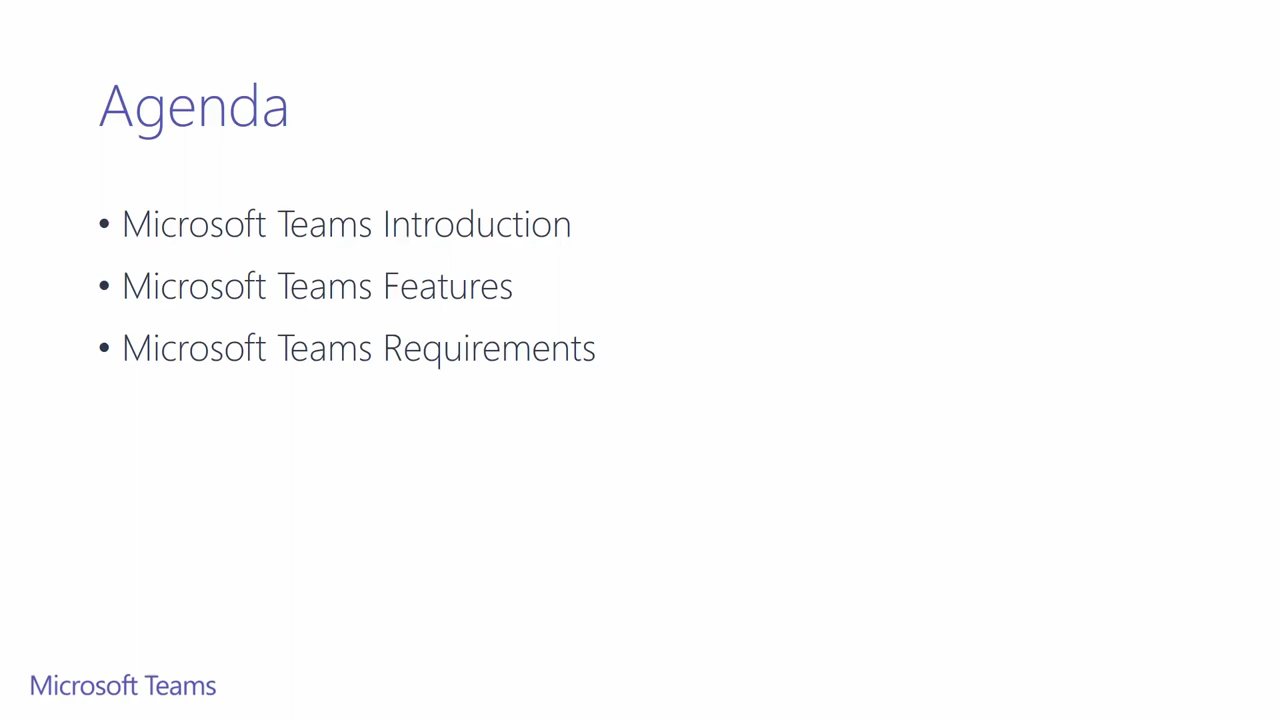 Agenda
• Microsoft Teams Introduction
• Microsoft Teams Features
• Microsoft Teams Requirements
Microsoft Teams